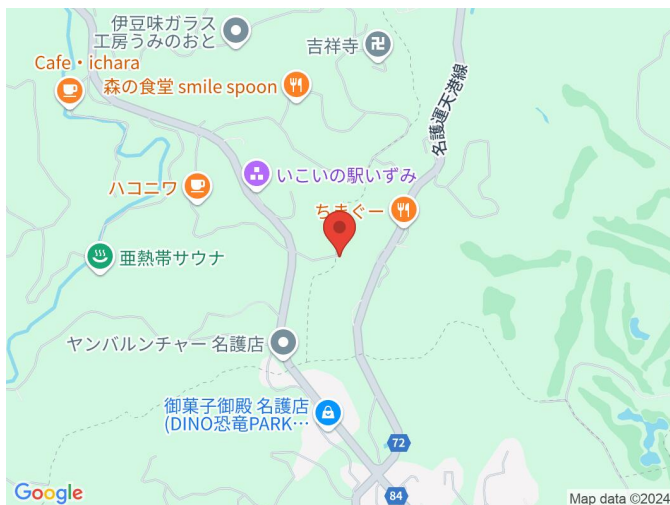 伊豆味ガラス
工房うみのおと
吉祥寺
Cafe・ichara
森の食堂 smile spoon
名護運天港線
いこいの駅いずみ
ハコニワ
ちまぐー
亜熱帯サウナ
ヤンバルンチャー 名護店
御菓子御殿 名護店
(DINO恐竜PARK…
72
84
Google
Map data ©2024